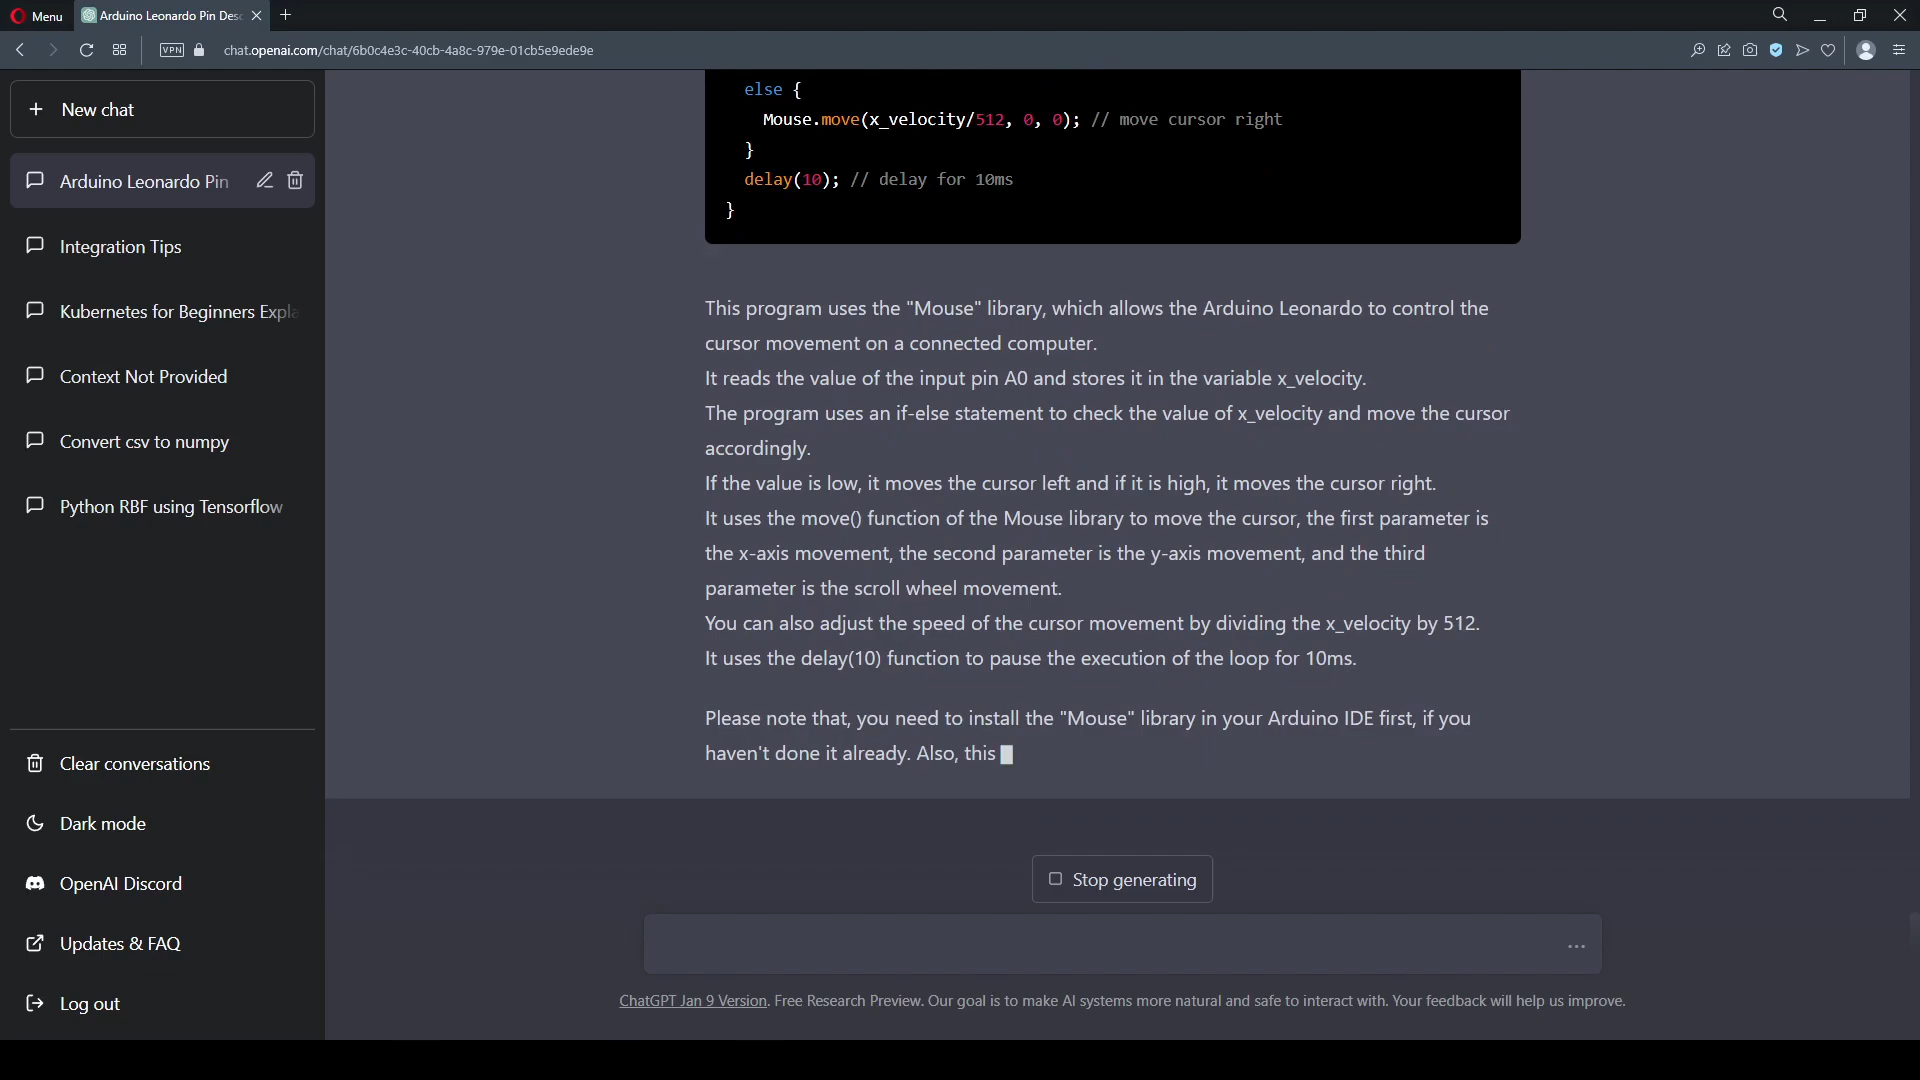 Menu
Arduino Leonardo Pin Desc
VPN
chat.openai.com/chat/6b0c4e3c-40cb-4a8c-979e-01cb5e9ede9e
New chat
Arduino Leonardo Pin
Integration Tips
Kubernetes for Beginners Expla
Context Not Provided
Convert csv to numpy
Python RBF using Tensorflow
Clear conversations
Dark mode
OpenAI Discord
Updates & FAQ
Log out
else {
Mouse.move(x_velocity/512, 0, 0); // move cursor right
}
delay(10); // delay for 10ms
}
This program uses the "Mouse" library, which allows the Arduino Leonardo to control the
cursor movement on a connected computer.
It reads the value of the input pin A0 and stores it in the variable x_velocity.
The program uses an if-else statement to check the value of x_velocity and move the cursor
accordingly.
If the value is low, it moves the cursor left and if it is high, it moves the cursor right.
It uses the move() function of the Mouse library to move the cursor, the first parameter is
the x-axis movement, the second parameter is the y-axis movement, and the third
parameter is the scroll wheel movement.
You can also adjust the speed of the cursor movement by dividing the x_velocity by 512.
It uses the delay(10) function to pause the execution of the loop for 10ms.
Please note that, you need to install the "Mouse" library in your Arduino IDE first, if you
haven't done it already. Also, this
Stop generating
ChatGPT Jan 9 Version. Free Research Preview. Our goal is to make AI systems more natural and safe to interact with. Your feedback will help us improve.